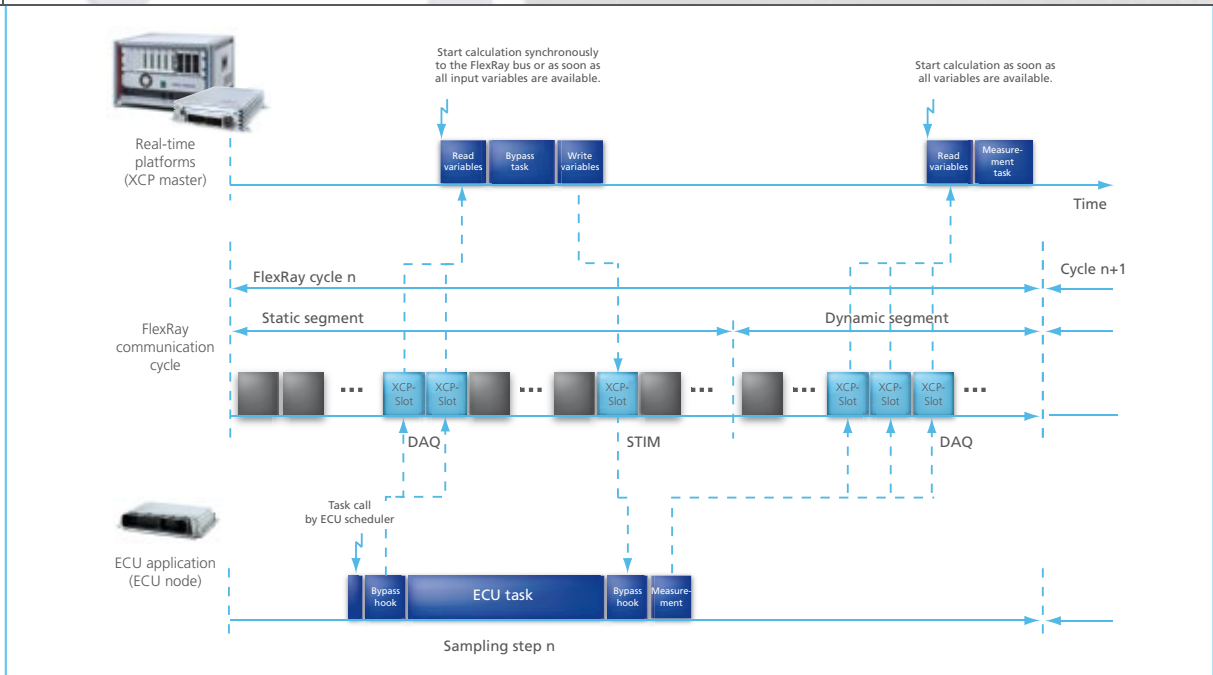 Start calculation synchronously
to the FlexRay bus or as soon as
all input variables are available.
Start calculation as soon as
all variables are available.
Real-time
platforms
(XCP master)
Read
variables
Bypass
task
Write
variables
Read
variables
Measure-
ment
task
Time
FlexRay cycle n
Cycle n+1
Static segment
Dynamic segment
FlexRay
communication
cycle
...
XCP-
Slot
XCP-
Slot
...
XCP-
Slot
...
...
XCP-
Slot
XCP-
Slot
XCP-
Slot
...
DAQ
STIM
DAQ
Task call
by ECU scheduler
ECU application
(ECU node)
Bypass
hook
ECU task
Bypass
hook
Measure-
ment
Sampling step n